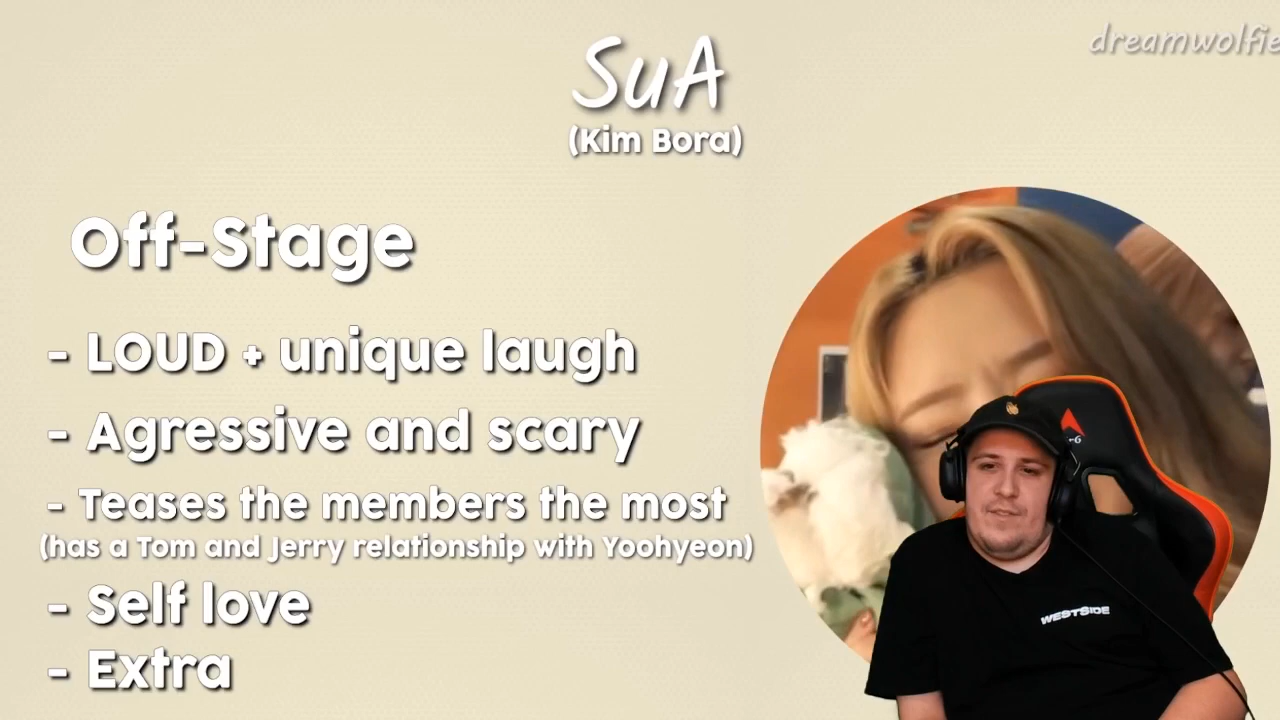 dreamwolfie
SuA
(Kim Bora)
Off-Stage
- LOUD + unique laugh
- Agressive and scary
- Teases the members the most
(has a Tom and Jerry relationship with Yoohyeon)
- Self love
- Extra
WESTSIDE